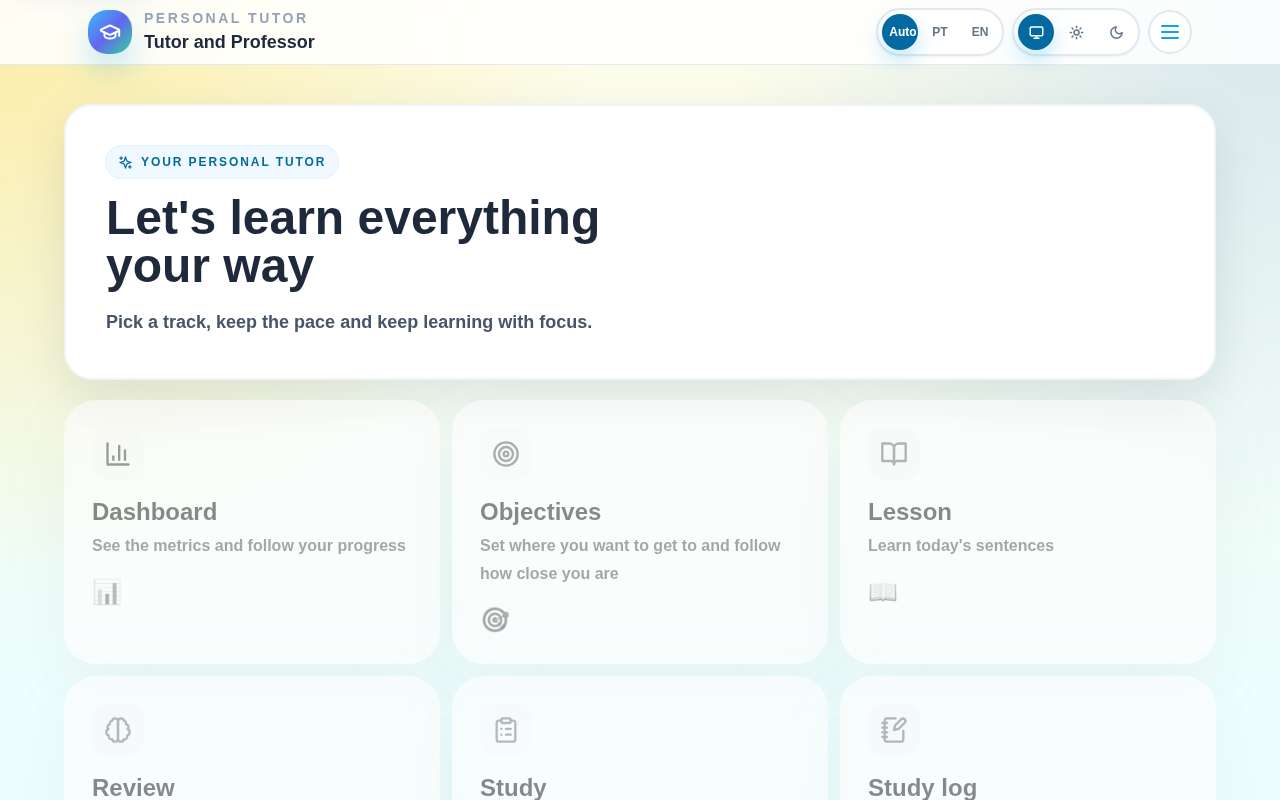 PERSONAL TUTOR
Tutor and Professor
Auto PT EN
YOUR PERSONAL TUTOR
Let's learn everything
your way
Pick a track, keep the pace and keep learning with focus.
Dashboard
See the metrics and follow your progress
Objectives
Set where you want to get to and follow
how close you are
Lesson
Learn today's sentences
Review
Study
Study log